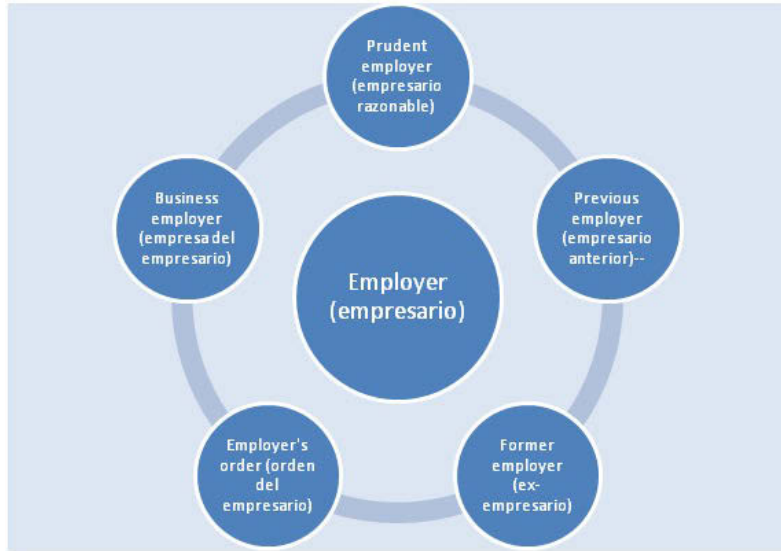 Prudent
employer
(empresario
razonable)
Business
employer
(empresa del
empresario)
Previous
employer
(empresario
anterior)--
Employer
(empresario)
Employer's
order (orden
del
empresario)
Former
employer
(ex-
empresario)